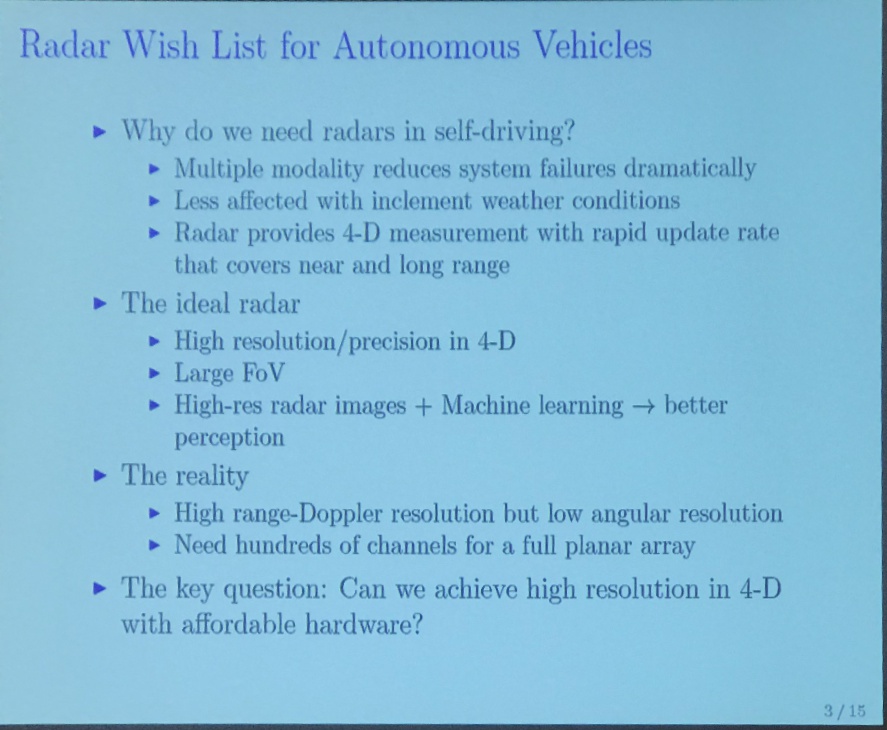 Radar Wish List for Autonomous Vehicles
▶ Why do we need radars in self-driving?
▶ Multiple modality reduces system failures dramatically
▶ Less affected with inclement weather conditions
▶ Radar provides 4-D measurement with rapid update rate
that covers near and long range
▶ The ideal radar
▶ High resolution/precision in 4-D
▶ Large FoV
▶ High-res radar images + Machine learning → better
perception
▶ The reality
▶ High range-Doppler resolution but low angular resolution
▶ Need hundreds of channels for a full planar array
▶ The key question: Can we achieve high resolution in 4-D
with affordable hardware?
3 / 15